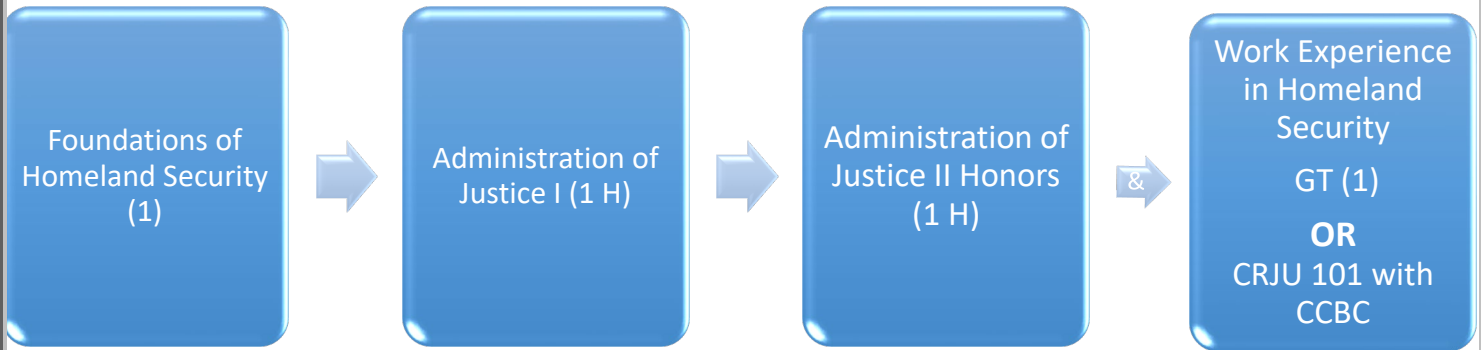 Foundations of
Homeland Security
(1)
Administration of
Justice I (1 H)
Administration of
Justice II Honors
(1 H)
&
Work Experience
in Homeland
Security
GT (1)
OR
CRJU 101 with
CCBC